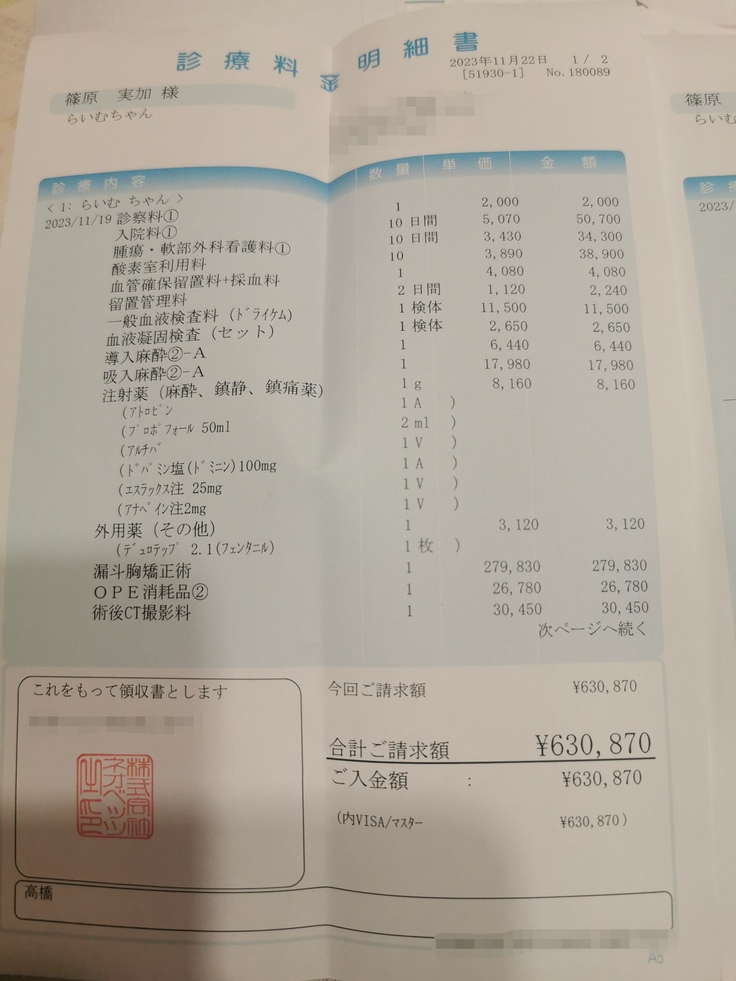 診療料金明細書
2023年11月22日 1 / 2
[51930-1] No.180089
篠原 実加 様
らいむちゃん
診療内容 数量 単価 金額
< 1: らいむ ちゃん >
2023/11/19 診察料① 1 2,000 2,000
入院料① 10 日間 5,070 50,700
腫瘍・軟部外科看護料① 10 日間 3,430 34,300
酸素室利用料 10 3,890 38,900
血管確保留置料+採血料 1 4,080 4,080
留置管理料 2 日間 1,120 2,240
一般血液検査料 (ﾄﾞﾗｲｹﾑ) 1 検体 11,500 11,500
血液凝固検査 (セット) 1 検体 2,650 2,650
導入麻酔②-A 1 6,440 6,440
吸入麻酔②-A 1 17,980 17,980
注射薬 (麻酔、鎮静、鎮痛薬) 1 g 8,160 8,160
(ｱﾄﾛﾋﾟﾝ 1 A )
(ﾌﾟﾛﾎﾟﾌｫｰﾙ 50ml 2 ml )
(ｱﾙﾁﾊﾞ 1 V )
(ﾄﾞﾊﾟﾐﾝ塩(ﾄﾞﾐﾆﾝ)100mg 1 A )
(ｴｽﾗｯｸｽ注 25mg 1 V )
(ｱﾅﾍﾟｲﾝ注2mg 1 V )
外用薬 (その他) 1 3,120 3,120
(ﾃﾞｭﾛﾃｯﾌﾟ 2.1(ﾌｪﾝﾀﾆﾙ) 1 枚 )
漏斗胸矯正術 1 279,830 279,830
OPE消耗品② 1 26,780 26,780
術後CT撮影料 1 30,450 30,450
次ページへ続く
これをもって領収書とします
今回ご請求額 ¥630,870
合計ご請求額 ¥630,870
ご入金額 : ¥630,870
(内VISA/マスター ¥630,870)
株式会社
ネオベッツ
之印
高橋
A5
篠原
らいむ
診療
2023/